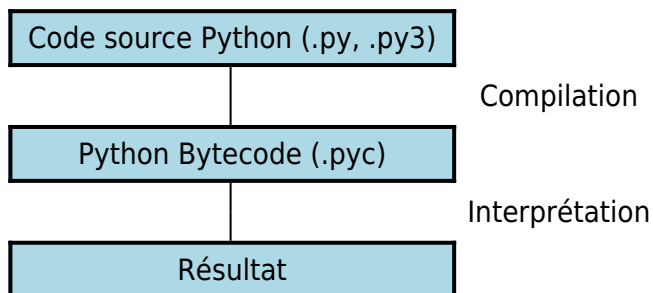 Code source Python (.py, .py3)
Compilation
Python Bytecode (.pyc)
Interprétation
Résultat